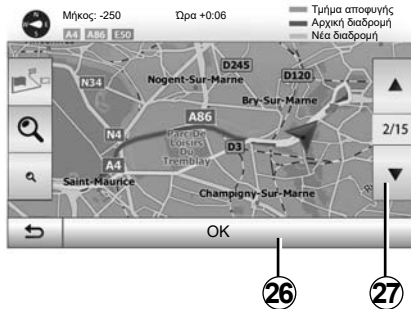 Μήκος: -250 Ώρα +0:06
A4 A86 E50
Τμήμα αποφυγής
Αρχική διαδρομή
Νέα διαδρομή
D245
D120
N34
Nogent-Sur-Marne
Bry-Sur-Marne
A86
2/15
N4
Parc De
Loisirs
Du
Tremblay
D3
A4
Saint-Maurice
Champigny-Sur-Marne
OK
26 27